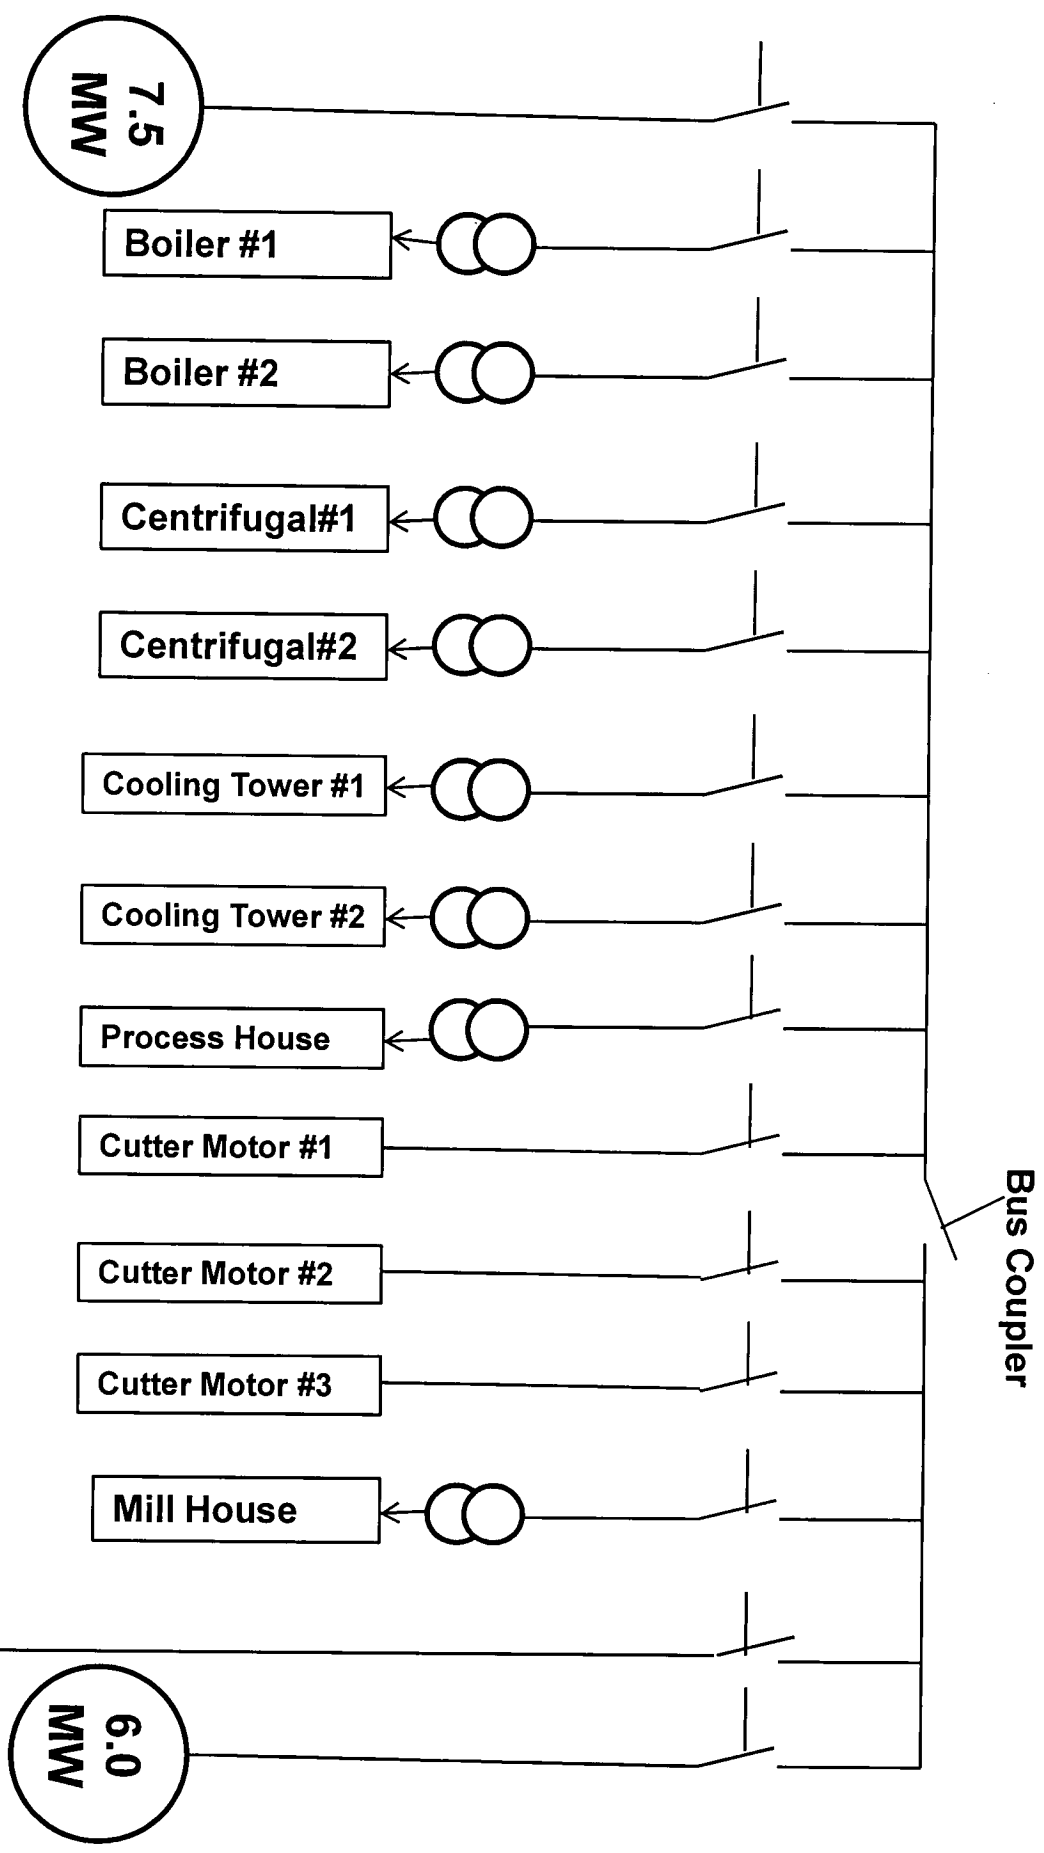 7.5
MW
Boiler #1
Boiler #2
Centrifugal#1
Centrifugal#2
Cooling Tower #1
Cooling Tower #2
Process House
Cutter Motor #1
Bus Coupler
Cutter Motor #2
Cutter Motor #3
Mill House
6.0
MW